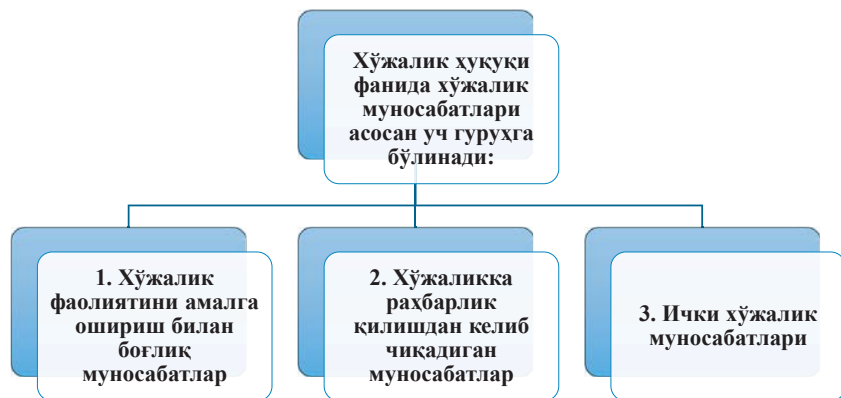 Хўжалик ҳуқуқи
фанида хўжалик
муносабатлари
асосан уч гуруҳга
бўлинади:
1. Хўжалик
фаолиятини амалга
ошириш билан
боғлиқ
муносабатлар
2. Хўжаликка
раҳбарлик
қилишдан келиб
чиқадиган
муносабатлар
3. Ички хўжалик
муносабатлари